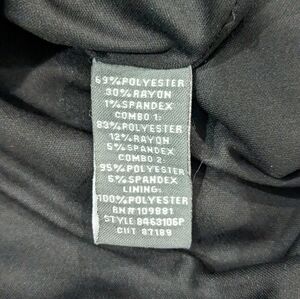 69%POLYESTER
30%RAYON
1%SPANDEX
COMBO 1:
83%POLYESTER
12%RAYON
5%SPANDEX
COMBO 2:
95%POLYESTER
5%SPANDEX
LINING:
100%POLYESTER
RN#109881
STYLE:8463106P
CUT 87189